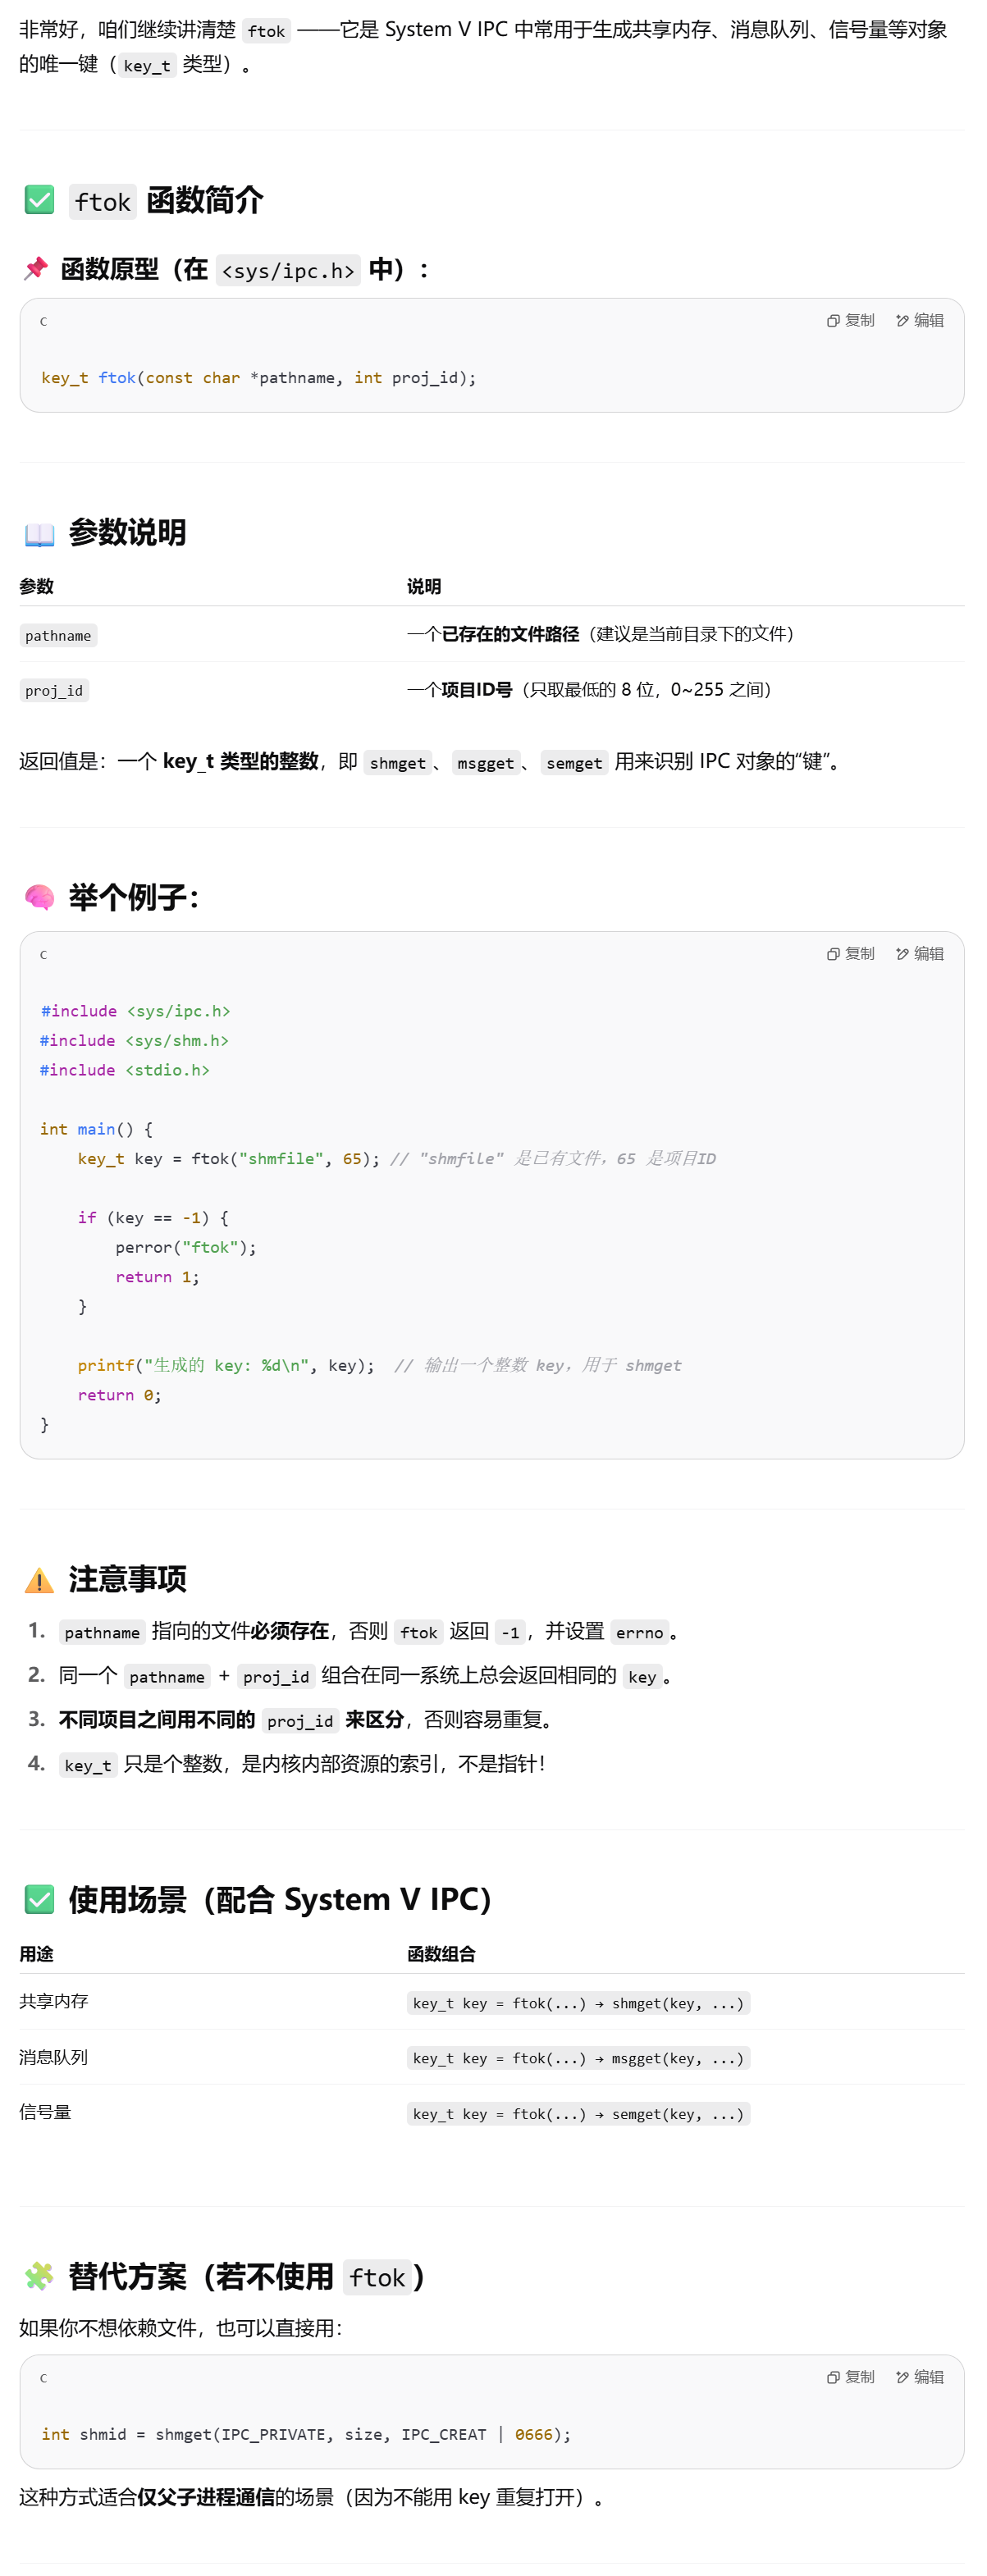 非常好，咱们继续讲清楚 ftok ——它是 System V IPC 中常用于生成共享内存、消息队列、信号量等对象
的唯一键（key_t 类型）。
✅ ftok 函数简介
📌 函数原型（在 <sys/ipc.h> 中）：
C 复制 编辑
key_t ftok(const char *pathname, int proj_id);
📖 参数说明
参数 说明
pathname 一个已存在的文件路径（建议是当前目录下的文件）
proj_id 一个项目ID号（只取最低的 8 位，0~255 之间）
返回值是：一个 key_t 类型的整数，即 shmget、msgget、semget 用来识别 IPC 对象的“键”。
🧠 举个例子：
C 复制 编辑
#include <sys/ipc.h>
#include <sys/shm.h>
#include <stdio.h>
int main() {
    key_t key = ftok("shmfile", 65); // "shmfile" 是已有文件，65 是项目ID
    if (key == -1) {
        perror("ftok");
        return 1;
    }
    printf("生成的 key: %d\n", key);  // 输出一个整数 key，用于 shmget
    return 0;
}
⚠️ 注意事项
1. pathname 指向的文件必须存在，否则 ftok 返回 -1，并设置 errno。
2. 同一个 pathname + proj_id 组合在同一系统上总会返回相同的 key。
3. 不同项目之间用不同的 proj_id 来区分，否则容易重复。
4. key_t 只是个整数，是内核内部资源的索引，不是指针！
✅ 使用场景（配合 System V IPC）
用途 函数组合
共享内存 key_t key = ftok(...) → shmget(key, ...)
消息队列 key_t key = ftok(...) → msgget(key, ...)
信号量 key_t key = ftok(...) → semget(key, ...)
🧩 替代方案（若不使用 ftok）
如果你不想依赖文件，也可以直接用：
C 复制 编辑
int shmid = shmget(IPC_PRIVATE, size, IPC_CREAT | 0666);
这种方式适合仅父子进程通信的场景（因为不能用 key 重复打开）。